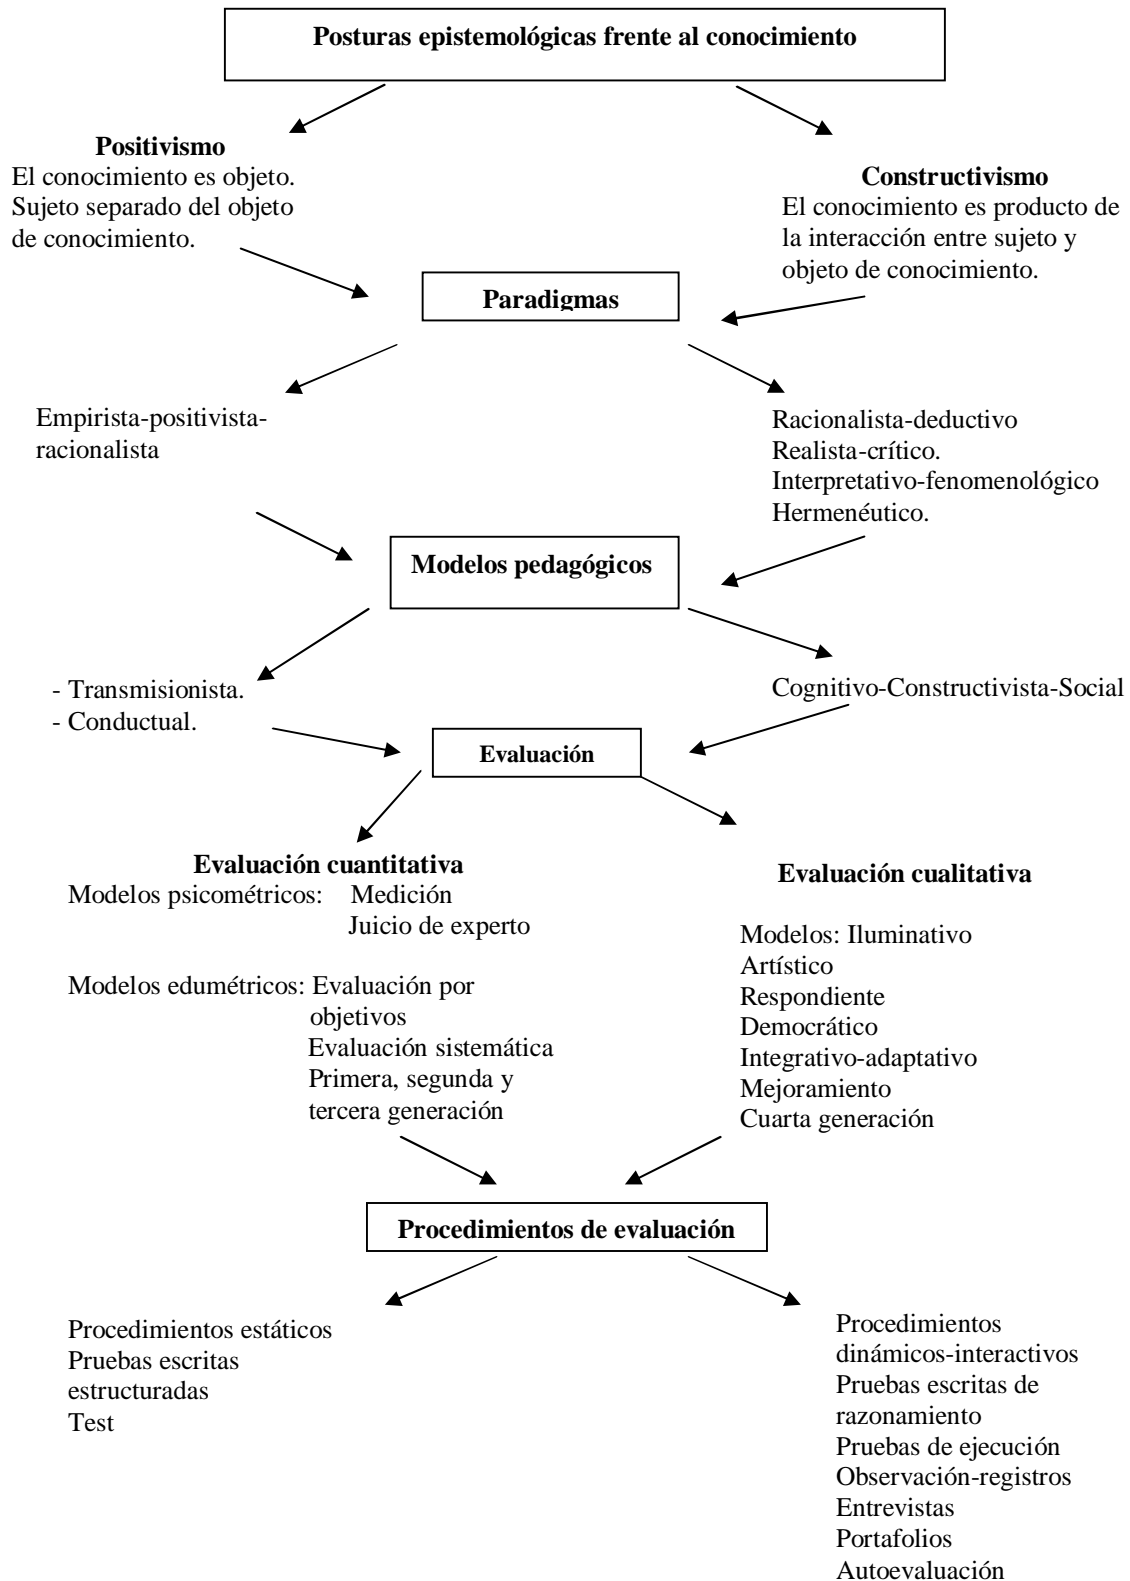 Posturas epistemológicas frente al conocimiento
Positivismo
El conocimiento es objeto.
Sujeto separado del objeto
de conocimiento.
Constructivismo
El conocimiento es producto de
la interacción entre sujeto y
objeto de conocimiento.
Paradigmas
Empirista-positivista-
racionalista
Racionalista-deductivo
Realista-crítico.
Interpretativo-fenomenológico
Hermenéutico.
Modelos pedagógicos
- Transmisionista.
- Conductual.
Cognitivo-Constructivista-Social
Evaluación
Evaluación cuantitativa
Modelos psicométricos: Medición
Juicio de experto
Modelos edumétricos: Evaluación por
objetivos
Evaluación sistemática
Primera, segunda y
tercera generación
Evaluación cualitativa
Modelos: Iluminativo
Artístico
Respondiente
Democrático
Integrativo-adaptativo
Mejoramiento
Cuarta generación
Procedimientos de evaluación
Procedimientos estáticos
Pruebas escritas
estructuradas
Test
Procedimientos
dinámicos-interactivos
Pruebas escritas de
razonamiento
Pruebas de ejecución
Observación-registros
Entrevistas
Portafolios
Autoevaluación